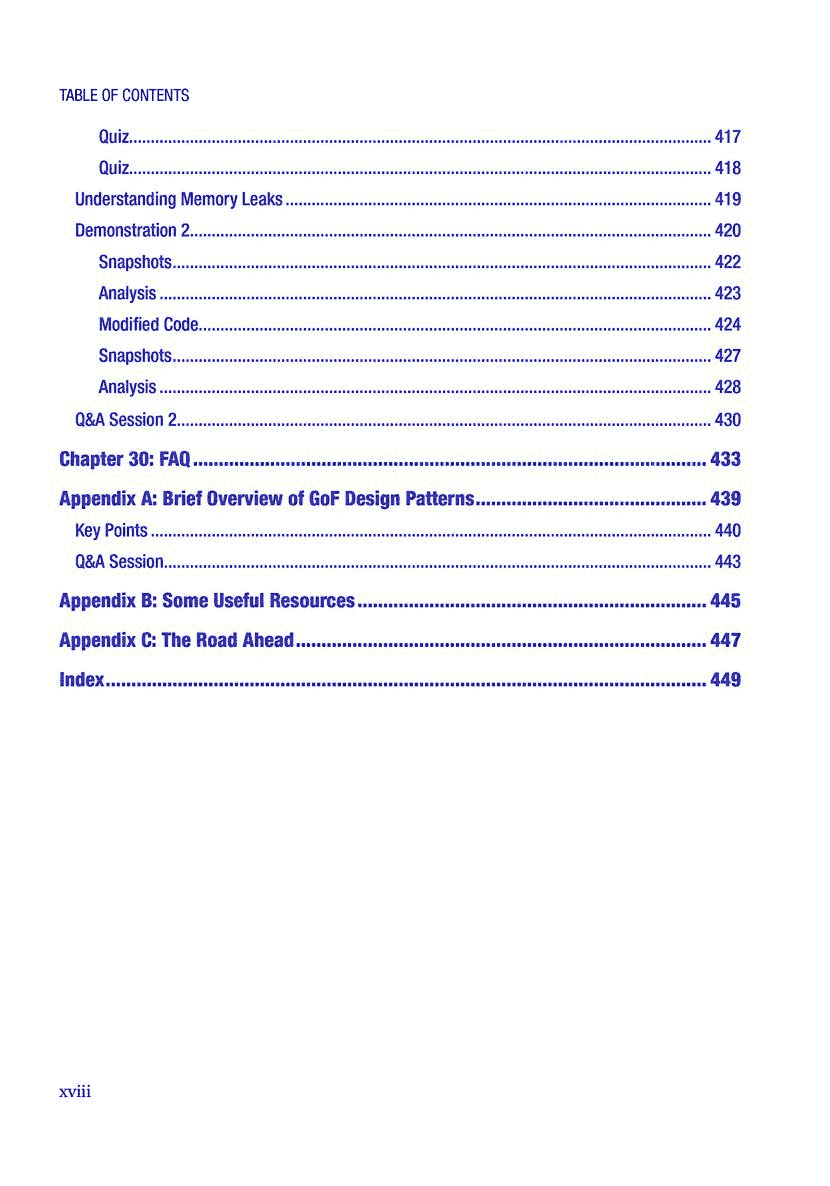 TABLE OF CONTENTS
Quiz.......... 417
Quiz.......... 418
Understanding Memory Leaks .......... 419
Demonstration 2.......... 420
Snapshots.......... 422
Analysis .......... 423
Modified Code.......... 424
Snapshots.......... 427
Analysis .......... 428
Q&A Session 2.......... 430
Chapter 30: FAQ .......... 433
Appendix A: Brief Overview of GoF Design Patterns.......... 439
Key Points .......... 440
Q&A Session.......... 443
Appendix B: Some Useful Resources .......... 445
Appendix C: The Road Ahead.......... 447
Index.......... 449
xviii